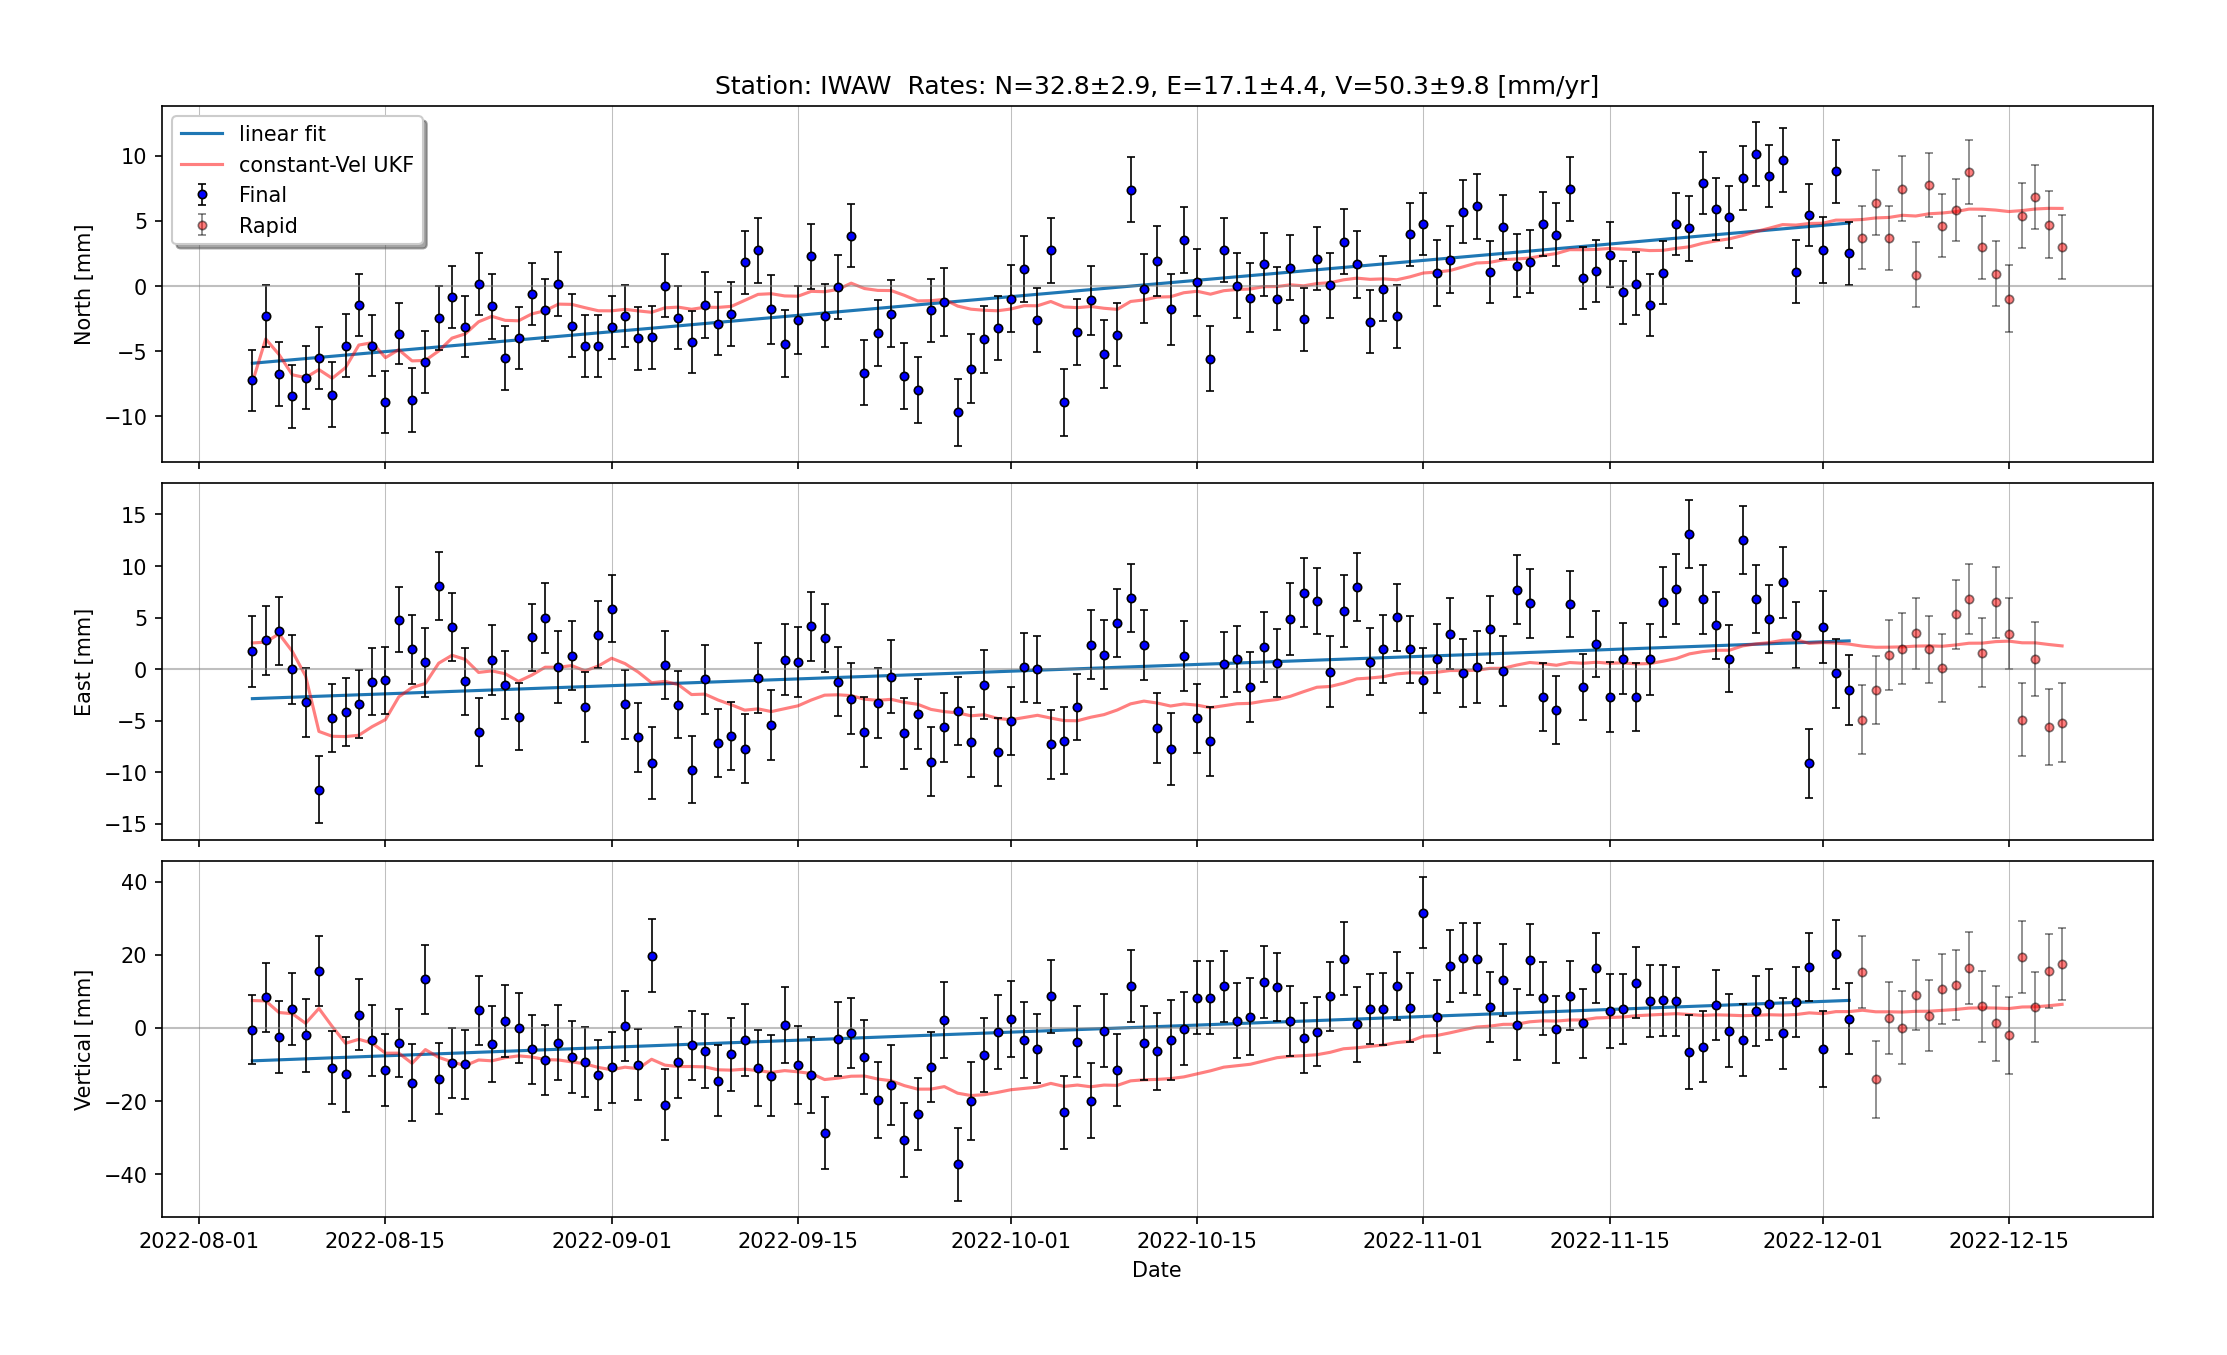 Station: IWAW  Rates: N=32.8±2.9, E=17.1±4.4, V=50.3±9.8 [mm/yr]
linear fit
constant-Vel UKF
Final
Rapid
North [mm]
10
5
0
−5
−10
East [mm]
15
10
5
0
−5
−10
−15
Vertical [mm]
40
20
0
−20
−40
2022-08-01 2022-08-15 2022-09-01 2022-09-15 2022-10-01 2022-10-15 2022-11-01 2022-11-15 2022-12-01 2022-12-15
Date